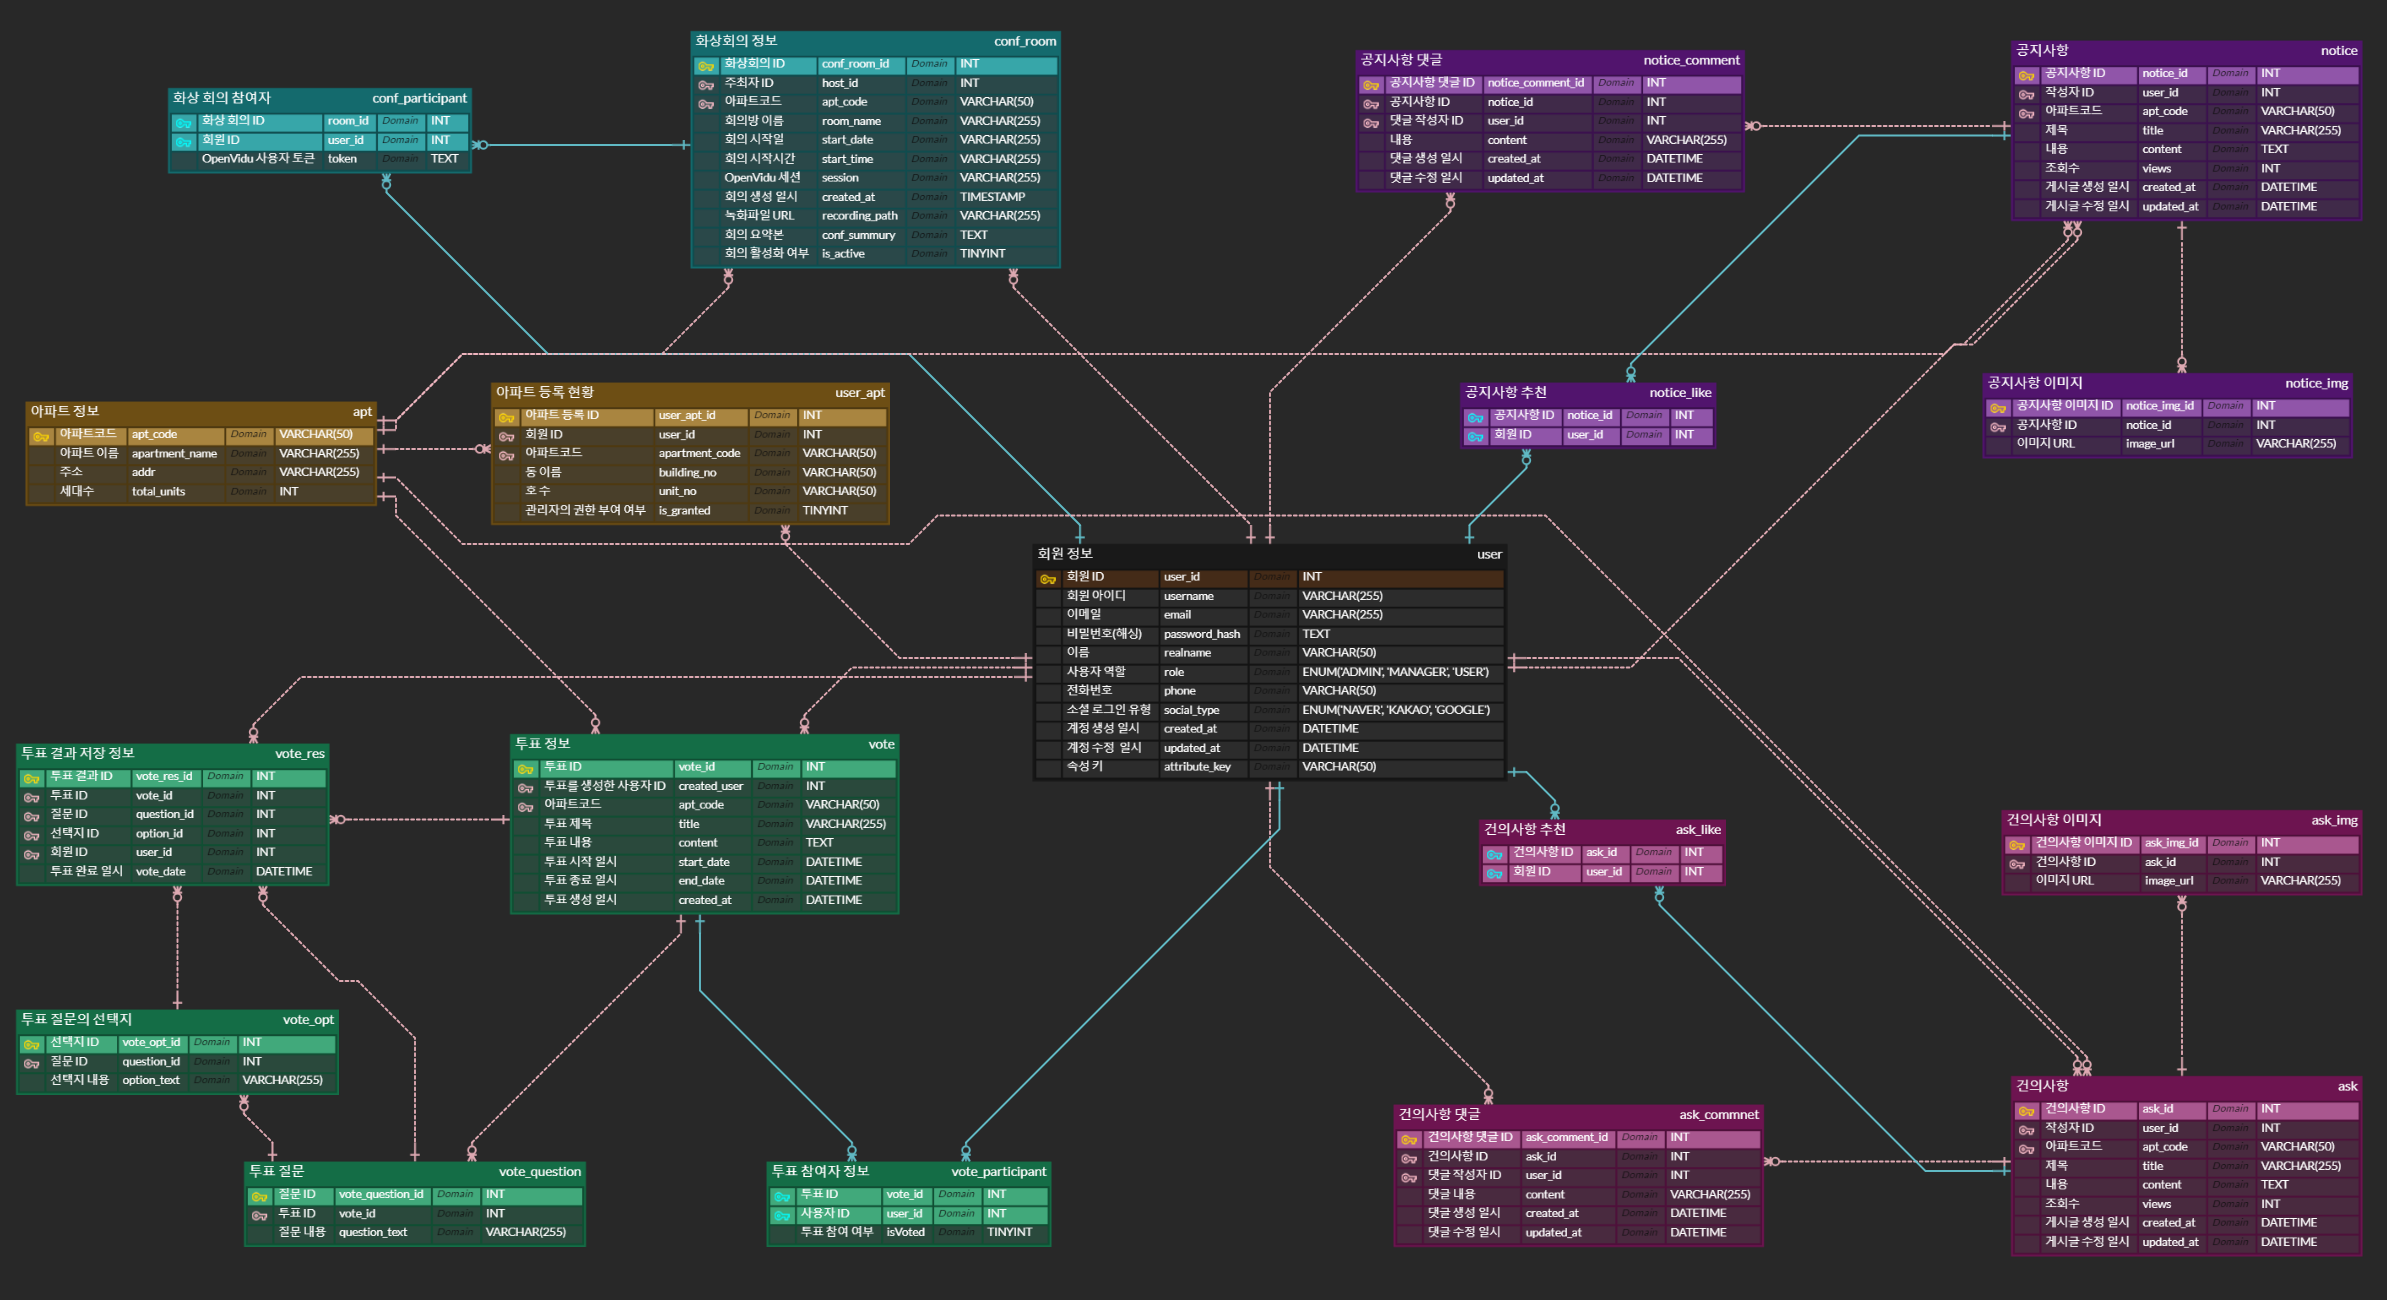 화상회의 정보 conf_room
화상회의 ID conf_room_id Domain INT
주최자 ID host_id Domain INT
아파트코드 apt_code Domain VARCHAR(50)
회의방 이름 room_name Domain VARCHAR(255)
회의 시작일 start_date Domain VARCHAR(255)
회의 시작시간 start_time Domain VARCHAR(255)
OpenVidu 세션 session Domain VARCHAR(255)
회의 생성 일시 created_at Domain TIMESTAMP
녹화파일 URL recording_path Domain VARCHAR(255)
회의 요약본 conf_summury Domain TEXT
회의 활성화 여부 is_active Domain TINYINT
화상 회의 참여자 conf_participant
화상 회의 ID room_id Domain INT
회원 ID user_id Domain INT
OpenVidu 사용자 토큰 token Domain TEXT
공지사항 댓글 notice_comment
공지사항 댓글 ID notice_comment_id Domain INT
공지사항 ID notice_id Domain INT
댓글 작성자 ID user_id Domain INT
내용 content Domain VARCHAR(255)
댓글 생성 일시 created_at Domain DATETIME
댓글 수정 일시 updated_at Domain DATETIME
공지사항 notice
공지사항 ID notice_id Domain INT
작성자 ID user_id Domain INT
아파트코드 apt_code Domain VARCHAR(50)
제목 title Domain VARCHAR(255)
내용 content Domain TEXT
조회수 views Domain INT
게시글 생성 일시 created_at Domain DATETIME
게시글 수정 일시 updated_at Domain DATETIME
아파트 정보 apt
아파트코드 apt_code Domain VARCHAR(50)
아파트 이름 apartment_name Domain VARCHAR(255)
주소 addr Domain VARCHAR(255)
세대수 total_units Domain INT
아파트 등록 현황 user_apt
아파트 등록 ID user_apt_id Domain INT
회원 ID user_id Domain INT
아파트코드 apartment_code Domain VARCHAR(50)
동 이름 building_no Domain VARCHAR(50)
호 수 unit_no Domain VARCHAR(50)
관리자의 권한 부여 여부 is_granted Domain TINYINT
공지사항 추천 notice_like
공지사항 ID notice_id Domain INT
회원 ID user_id Domain INT
공지사항 이미지 notice_img
공지사항 이미지 ID notice_img_id Domain INT
공지사항 ID notice_id Domain INT
이미지 URL image_url Domain VARCHAR(255)
회원 정보 user
회원 ID user_id Domain INT
회원 아이디 username Domain VARCHAR(255)
이메일 email Domain VARCHAR(255)
비밀번호(해싱) password_hash Domain TEXT
이름 realname Domain VARCHAR(50)
사용자 역할 role Domain ENUM('ADMIN', 'MANAGER', 'USER')
전화번호 phone Domain VARCHAR(50)
소셜 로그인 유형 social_type Domain ENUM('NAVER', 'KAKAO', 'GOOGLE')
계정 생성 일시 created_at Domain DATETIME
계정 수정 일시 updated_at Domain DATETIME
속성 키 attribute_key Domain VARCHAR(50)
투표 결과 저장 정보 vote_res
투표 결과 ID vote_res_id Domain INT
투표 ID vote_id Domain INT
질문 ID question_id Domain INT
선택지 ID option_id Domain INT
회원 ID user_id Domain INT
투표 완료 일시 vote_date Domain DATETIME
투표 정보 vote
투표 ID vote_id Domain INT
투표를 생성한 사용자 ID created_user Domain INT
아파트코드 apt_code Domain VARCHAR(50)
투표 제목 title Domain VARCHAR(255)
투표 내용 content Domain TEXT
투표 시작 일시 start_date Domain DATETIME
투표 종료 일시 end_date Domain DATETIME
투표 생성 일시 created_at Domain DATETIME
건의사항 추천 ask_like
건의사항 ID ask_id Domain INT
회원 ID user_id Domain INT
건의사항 이미지 ask_img
건의사항 이미지 ID ask_img_id Domain INT
건의사항 ID ask_id Domain INT
이미지 URL image_url Domain VARCHAR(255)
투표 질문의 선택지 vote_opt
선택지 ID vote_opt_id Domain INT
질문 ID question_id Domain INT
선택지 내용 option_text Domain VARCHAR(255)
투표 질문 vote_question
질문 ID vote_question_id Domain INT
투표 ID vote_id Domain INT
질문 내용 question_text Domain VARCHAR(255)
투표 참여자 정보 vote_participant
투표 ID vote_id Domain INT
사용자 ID user_id Domain INT
투표 참여 여부 isVoted Domain TINYINT
건의사항 댓글 ask_commnet
건의사항 댓글 ID ask_comment_id Domain INT
건의사항 ID ask_id Domain INT
댓글 작성자 ID user_id Domain INT
댓글 내용 content Domain VARCHAR(255)
댓글 생성 일시 created_at Domain DATETIME
댓글 수정 일시 updated_at Domain DATETIME
건의사항 ask
건의사항 ID ask_id Domain INT
작성자 ID user_id Domain INT
아파트코드 apt_code Domain VARCHAR(50)
제목 title Domain VARCHAR(255)
내용 content Domain TEXT
조회수 views Domain INT
게시글 생성 일시 created_at Domain DATETIME
게시글 수정 일시 updated_at Domain DATETIME